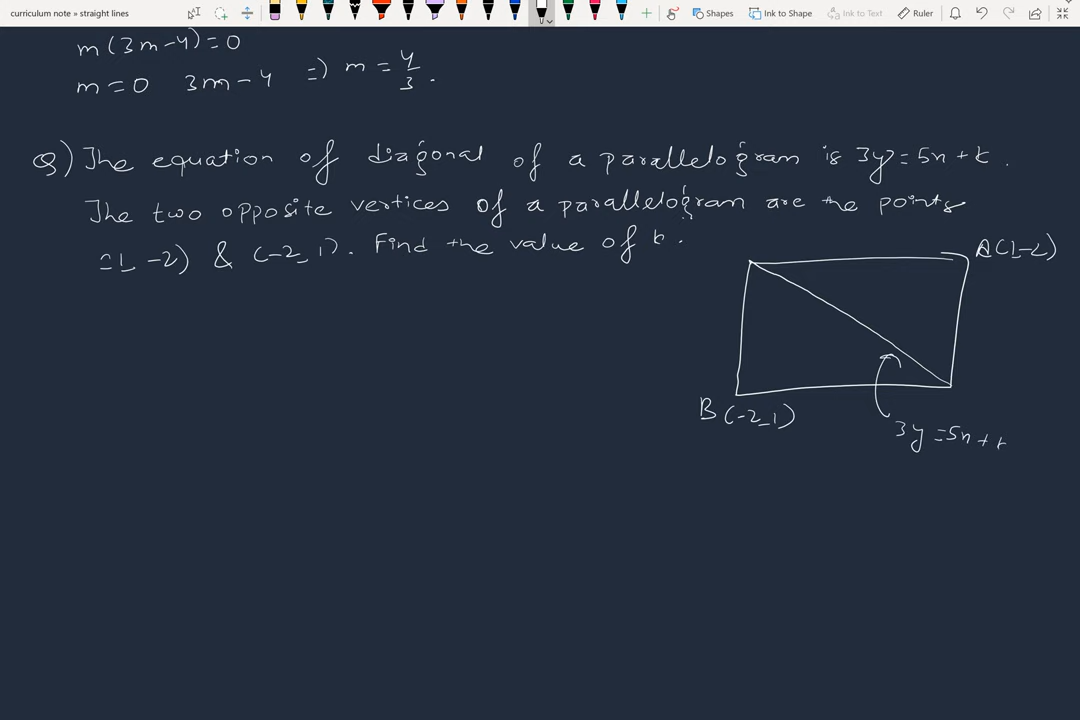 curriculum note » straight lines
Shapes Ink to Shape Ink to Text Ruler
m(3m-4)=0
m=0 3m-4 => m = 4/3.
Q) The equation of diagonal of a parallelogram is 3y=5x+k.
The two opposite vertices of a parallelogram are the points
(1, -2) & (-2, 1). Find the value of k.
A(1,-2)
B(-2,1)
3y=5x+k